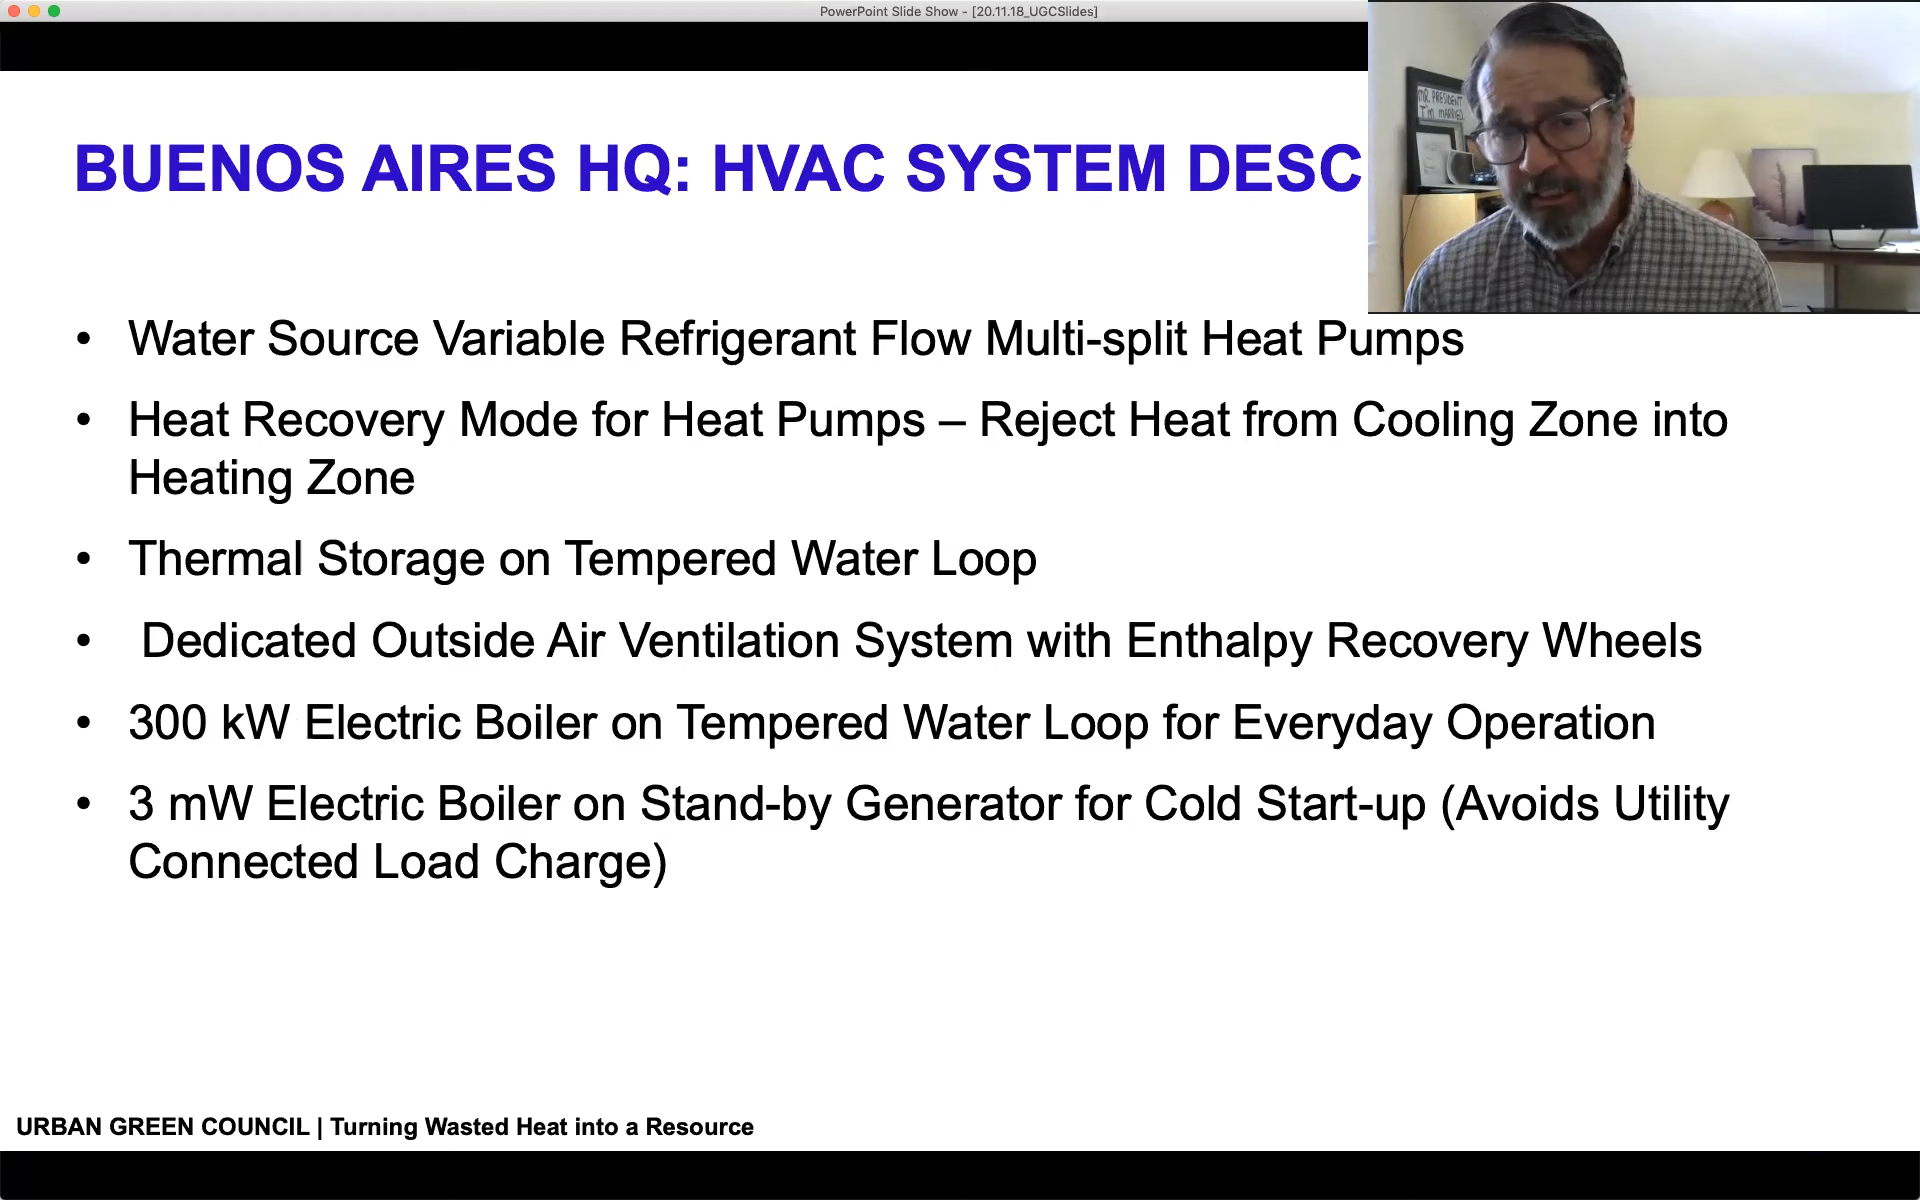 PowerPoint Slide Show - [20.11.18_UGCSlides]
MR. PRESIDENT
I'M MARRIED
BUENOS AIRES HQ: HVAC SYSTEM DESC
• Water Source Variable Refrigerant Flow Multi-split Heat Pumps
• Heat Recovery Mode for Heat Pumps – Reject Heat from Cooling Zone into
Heating Zone
• Thermal Storage on Tempered Water Loop
• Dedicated Outside Air Ventilation System with Enthalpy Recovery Wheels
• 300 kW Electric Boiler on Tempered Water Loop for Everyday Operation
• 3 mW Electric Boiler on Stand-by Generator for Cold Start-up (Avoids Utility
Connected Load Charge)
URBAN GREEN COUNCIL | Turning Wasted Heat into a Resource